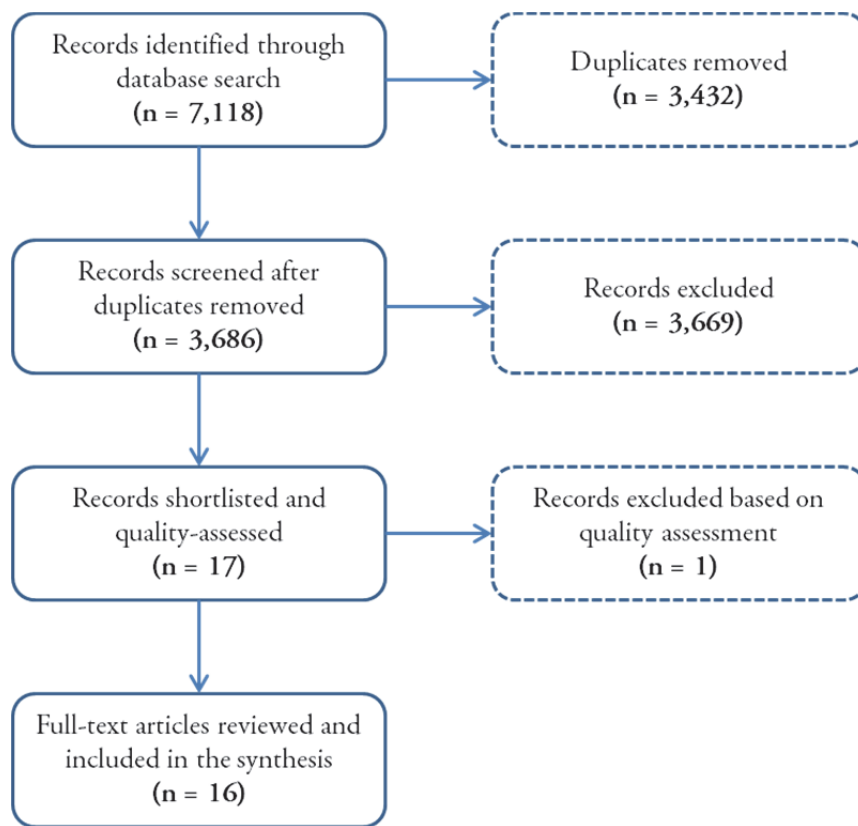 Records identified through
database search
(n = 7,118)
Duplicates removed
(n = 3,432)
Records screened after
duplicates removed
(n = 3,686)
Records excluded
(n = 3,669)
Records shortlisted and
quality-assessed
(n = 17)
Records excluded based on
quality assessment
(n = 1)
Full-text articles reviewed and
included in the synthesis
(n = 16)